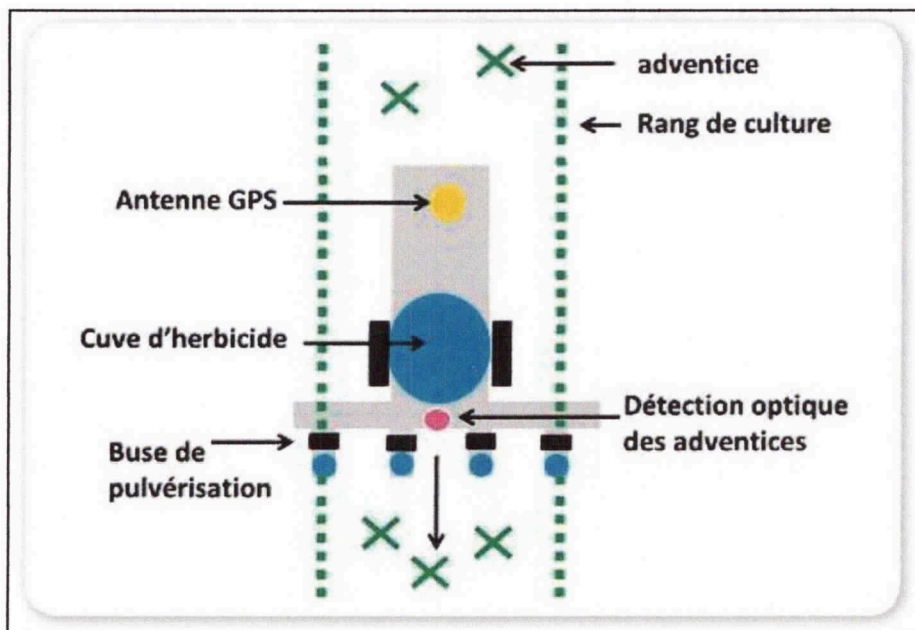 adventice
Rang de culture
Antenne GPS
Cuve d'herbicide
Détection optique
des adventices
Buse de
pulvérisation